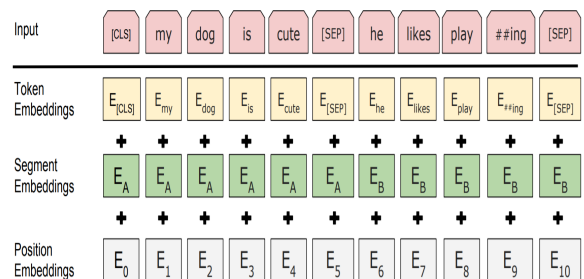 Input [CLS] my dog is cute [SEP] he likes play ##ing [SEP]
Token
Embeddings E[CLS] Emy Edog Eis Ecute E[SEP] Ehe Elikes Eplay E##ing E[SEP]
+ + + + + + + + + + +
Segment
Embeddings EA EA EA EA EA EA EB EB EB EB EB
+ + + + + + + + + + +
Position
Embeddings E0 E1 E2 E3 E4 E5 E6 E7 E8 E9 E10